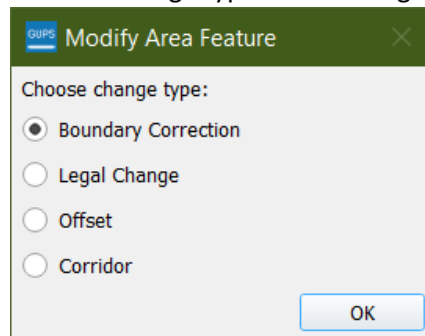 GUPS Modify Area Feature
Choose change type:
Boundary Correction
Legal Change
Offset
Corridor
OK